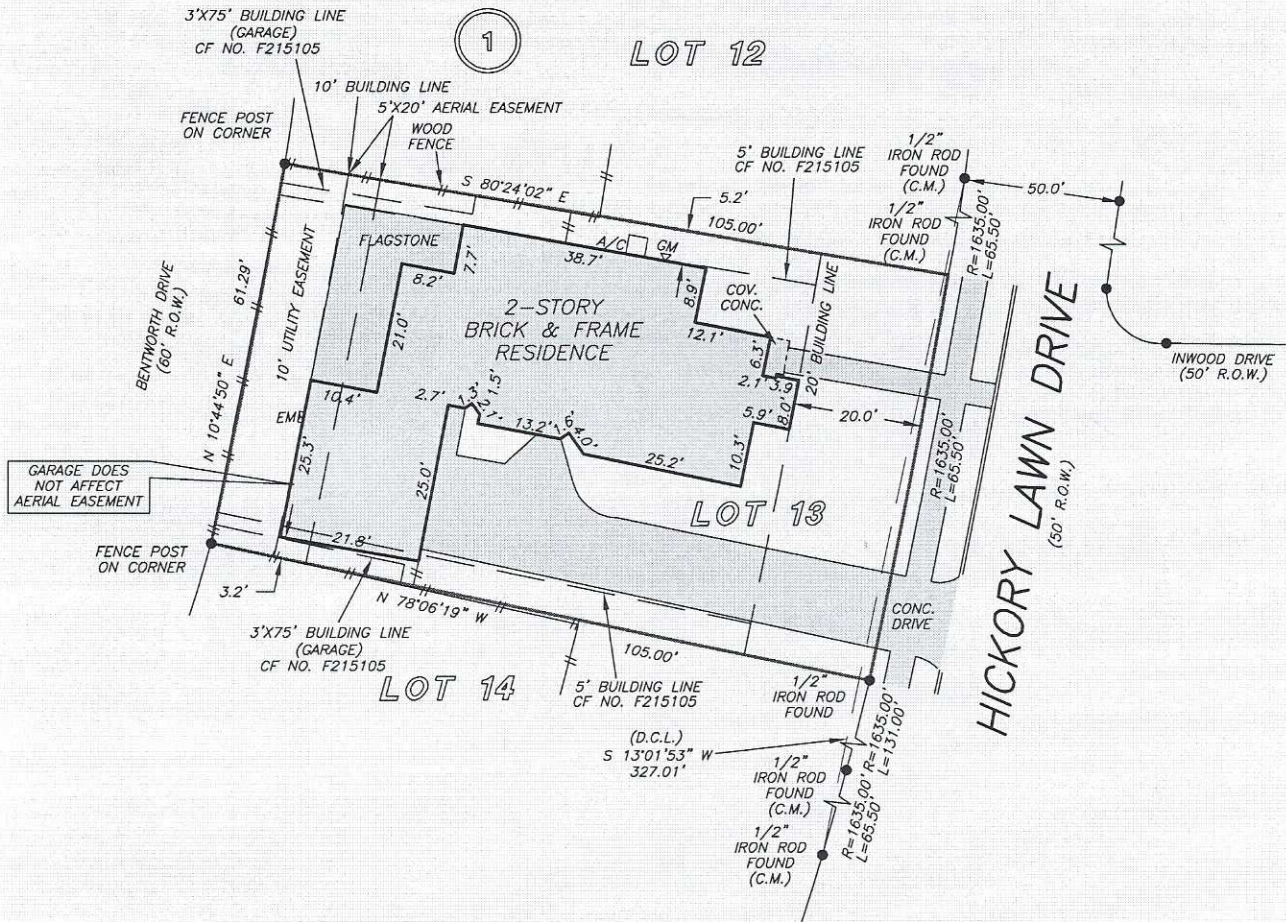 3'X75' BUILDING LINE
(GARAGE)
CF NO. F215105
1
LOT 12
10' BUILDING LINE
5'X20' AERIAL EASEMENT
FENCE POST
ON CORNER
WOOD
FENCE
S 80°24'02" E
5' BUILDING LINE
CF NO. F215105
1/2"
IRON ROD
FOUND
(C.M.)
50.0'
1/2"
IRON ROD
FOUND
(C.M.)
5.2'
105.00'
R=1635.00'
L=65.50'
FLAGSTONE
A/C
GM
38.7'
7.7'
8.2'
8.9'
COV.
CONC.
20' BUILDING LINE
61.29'
BENTWORTH DRIVE
(60' R.O.W.)
10' UTILITY EASEMENT
N 10°44'50" E
2-STORY
BRICK & FRAME
RESIDENCE
12.1'
6.3'
2.1'
3.9'
8.0'
20.0'
21.0'
10.4'
2.7'
1.3'
2.7'
1.5'
13.2'
1.6'
4.0'
5.9'
10.3'
25.2'
INWOOD DRIVE
(50' R.O.W.)
R=1635.00'
L=65.50'
HICKORY LAWN DRIVE
(50' R.O.W.)
EME
25.3'
25.0'
GARAGE DOES
NOT AFFECT
AERIAL EASEMENT
LOT 13
21.8'
FENCE POST
ON CORNER
3.2'
N 78°06'19" W
CONC.
DRIVE
3'X75' BUILDING LINE
(GARAGE)
CF NO. F215105
105.00'
LOT 14
5' BUILDING LINE
CF NO. F215105
1/2"
IRON ROD
FOUND
(D.C.L.)
S 13°01'53" W
327.01'
R=1635.00'
L=131.00'
1/2"
IRON ROD
FOUND
(C.M.)
R=1635.00'
L=65.50'
1/2"
IRON ROD
FOUND
(C.M.)